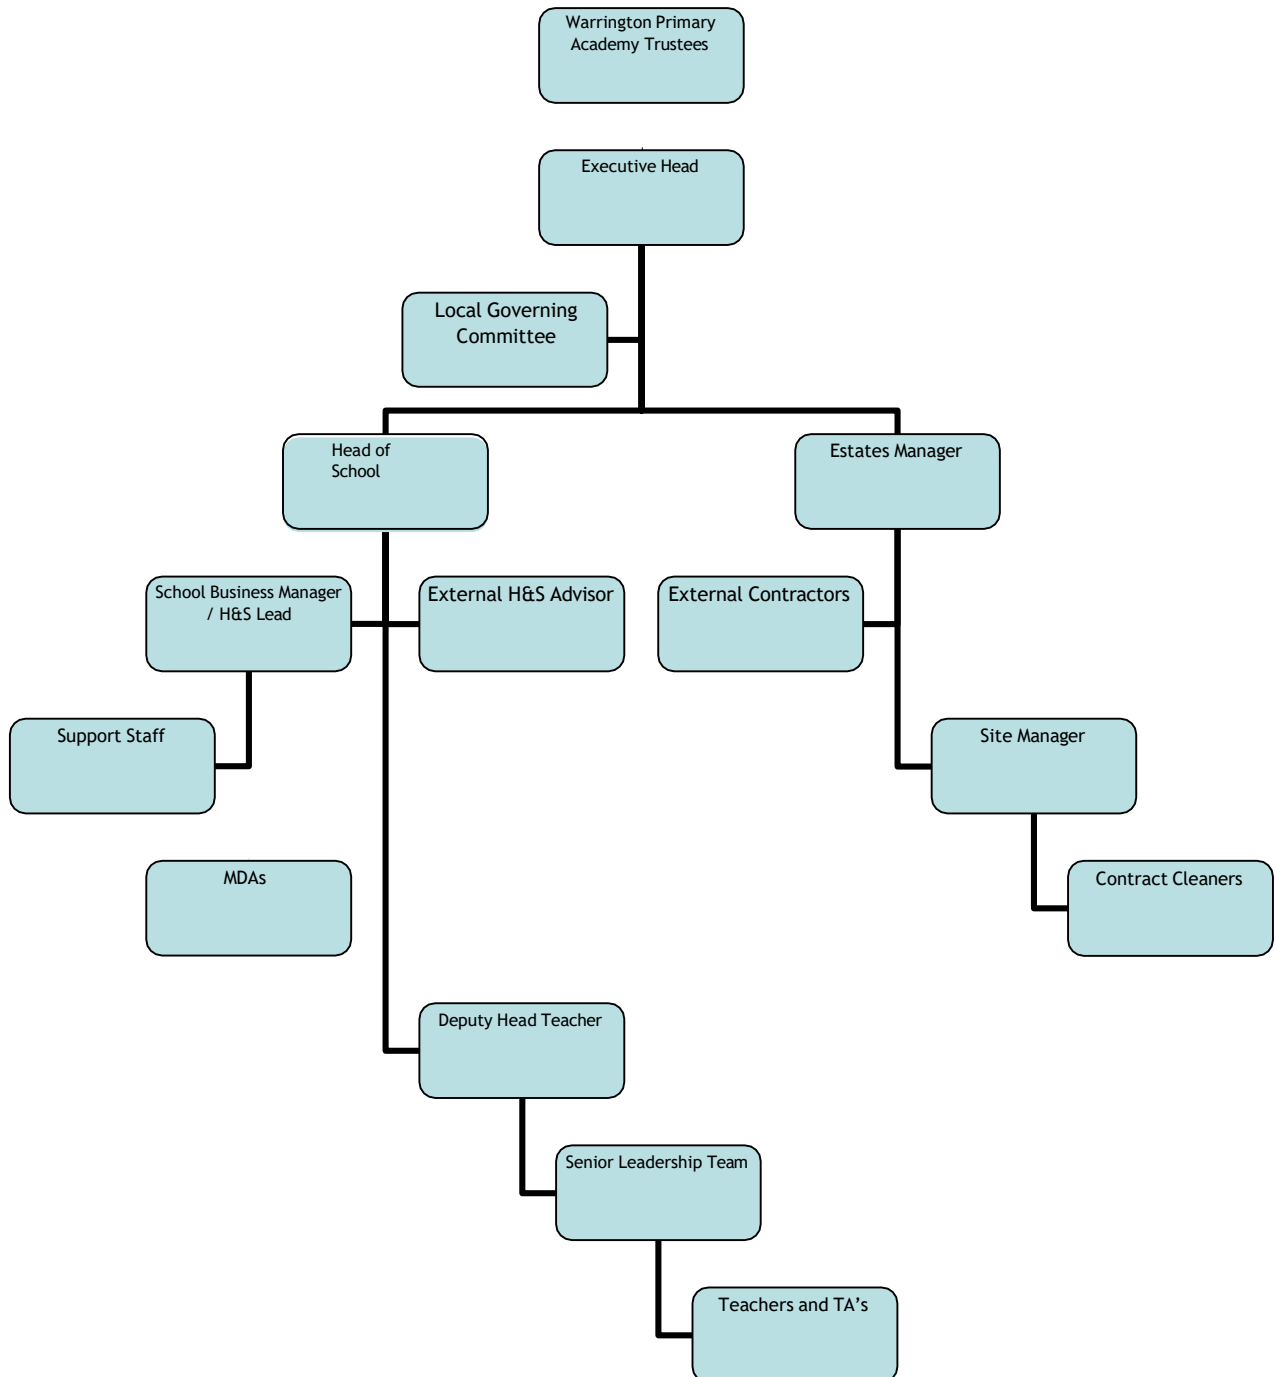 Warrington Primary
Academy Trustees
Executive Head
Local Governing
Committee
Head of
School
Estates Manager
School Business Manager
/ H&S Lead
External H&S Advisor
External Contractors
Support Staff
Site Manager
MDAs
Contract Cleaners
Deputy Head Teacher
Senior Leadership Team
Teachers and TA’s